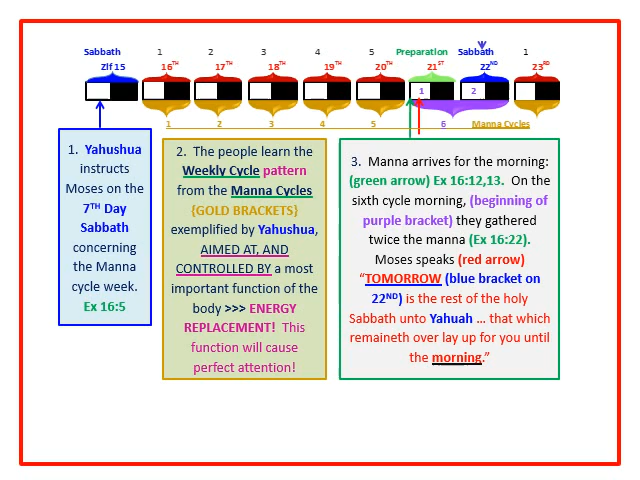 Sabbath 1 2 3 4 5 Preparation Sabbath 1
Zif 15 16TH 17TH 18TH 19TH 20TH 21ST 22ND 23RD
1 2
1 2 3 4 5 6 Manna Cycles
1. Yahushua
instructs
Moses on the
7TH Day
Sabbath
concerning
the Manna
cycle week.
Ex 16:5
2. The people learn the
Weekly Cycle pattern
from the Manna Cycles
{GOLD BRACKETS}
exemplified by Yahushua,
AIMED AT, AND
CONTROLLED BY a most
important function of the
body >>> ENERGY
REPLACEMENT! This
function will cause
perfect attention!
3. Manna arrives for the morning:
(green arrow) Ex 16:12,13. On the
sixth cycle morning, (beginning of
purple bracket) they gathered
twice the manna (Ex 16:22).
Moses speaks (red arrow)
“TOMORROW (blue bracket on
22ND) is the rest of the holy
Sabbath unto Yahuah … that which
remaineth over lay up for you until
the morning.”